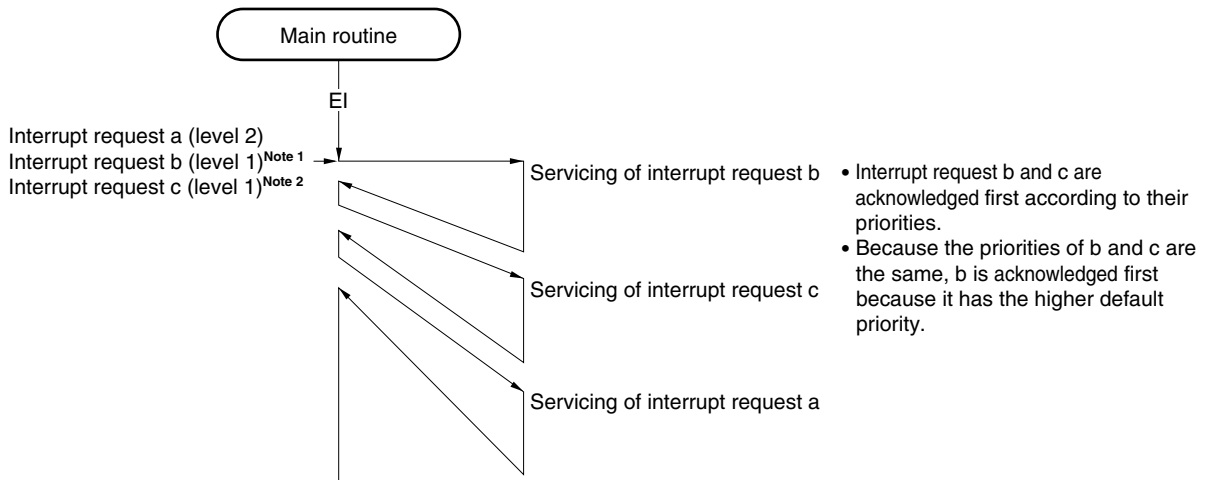 Main routine
EI
Interrupt request a (level 2)
Interrupt request b (level 1)Note 1
Interrupt request c (level 1)Note 2
Servicing of interrupt request b
• Interrupt request b and c are
acknowledged first according to their
priorities.
• Because the priorities of b and c are
the same, b is acknowledged first
because it has the higher default
priority.
Servicing of interrupt request c
Servicing of interrupt request a